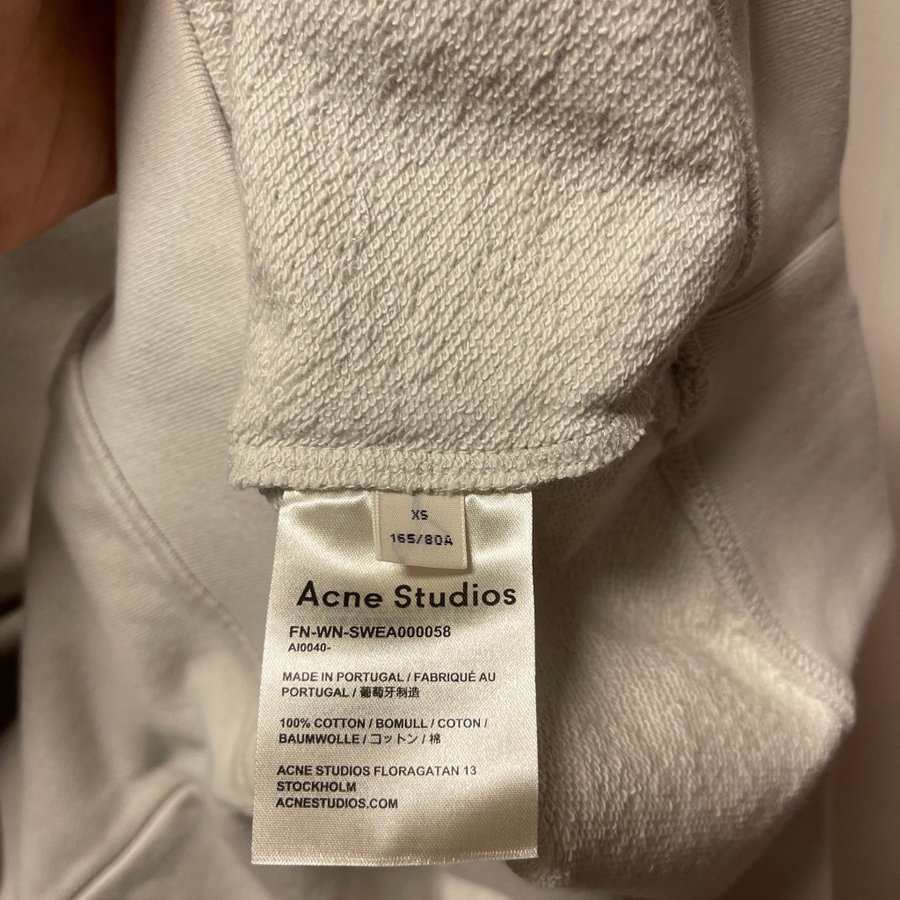 XS
165/80A
Acne Studios
FN-WN-SWEA000058
AI0040-
MADE IN PORTUGAL / FABRIQUÉ AU
PORTUGAL / 葡萄牙制造
100% COTTON / BOMULL / COTON /
BAUMWOLLE / コットン / 棉
ACNE STUDIOS FLORAGATAN 13
STOCKHOLM
ACNESTUDIOS.COM